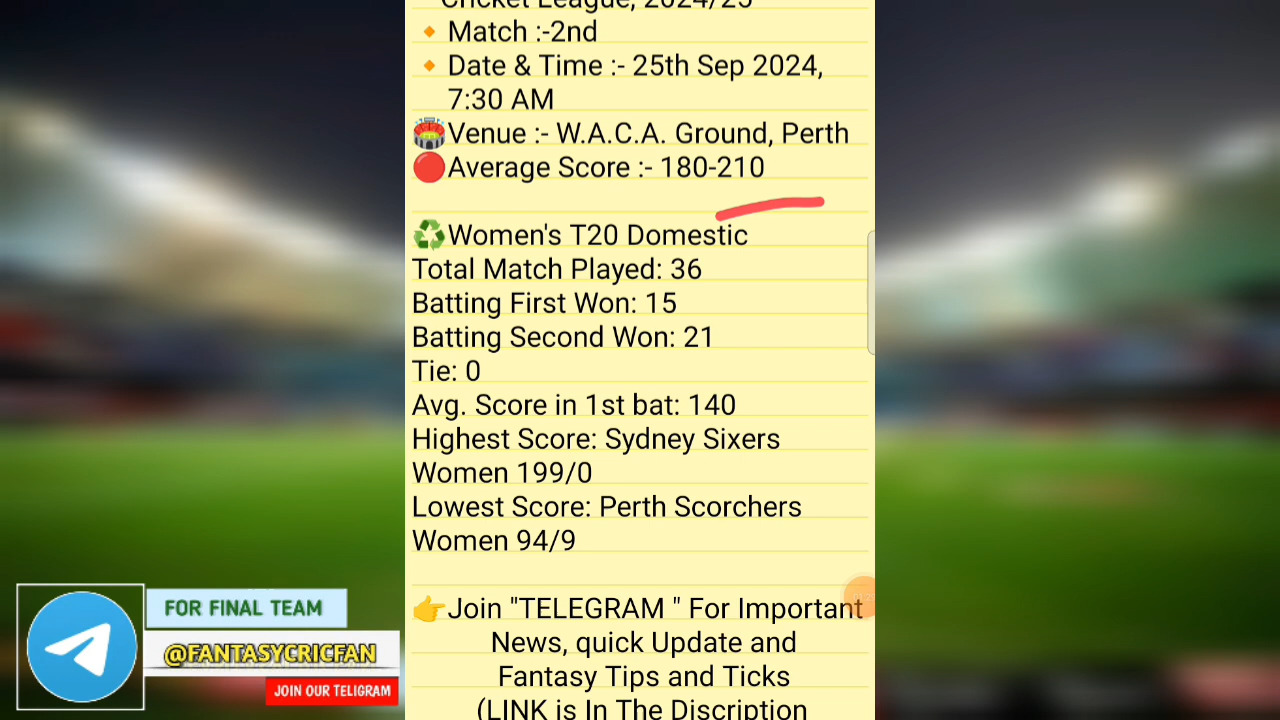 Cricket League, 2024/25
🔸Match :-2nd
🔸Date & Time :- 25th Sep 2024,
7:30 AM
🏟️Venue :- W.A.C.A. Ground, Perth
🔴Average Score :- 180-210
♻️Women's T20 Domestic
Total Match Played: 36
Batting First Won: 15
Batting Second Won: 21
Tie: 0
Avg. Score in 1st bat: 140
Highest Score: Sydney Sixers
Women 199/0
Lowest Score: Perth Scorchers
Women 94/9
👉Join "TELEGRAM " For Important
News, quick Update and
Fantasy Tips and Ticks
(LINK is In The Discription
FOR FINAL TEAM
@FANTASYCRICFAN
JOIN OUR TELIGRAM